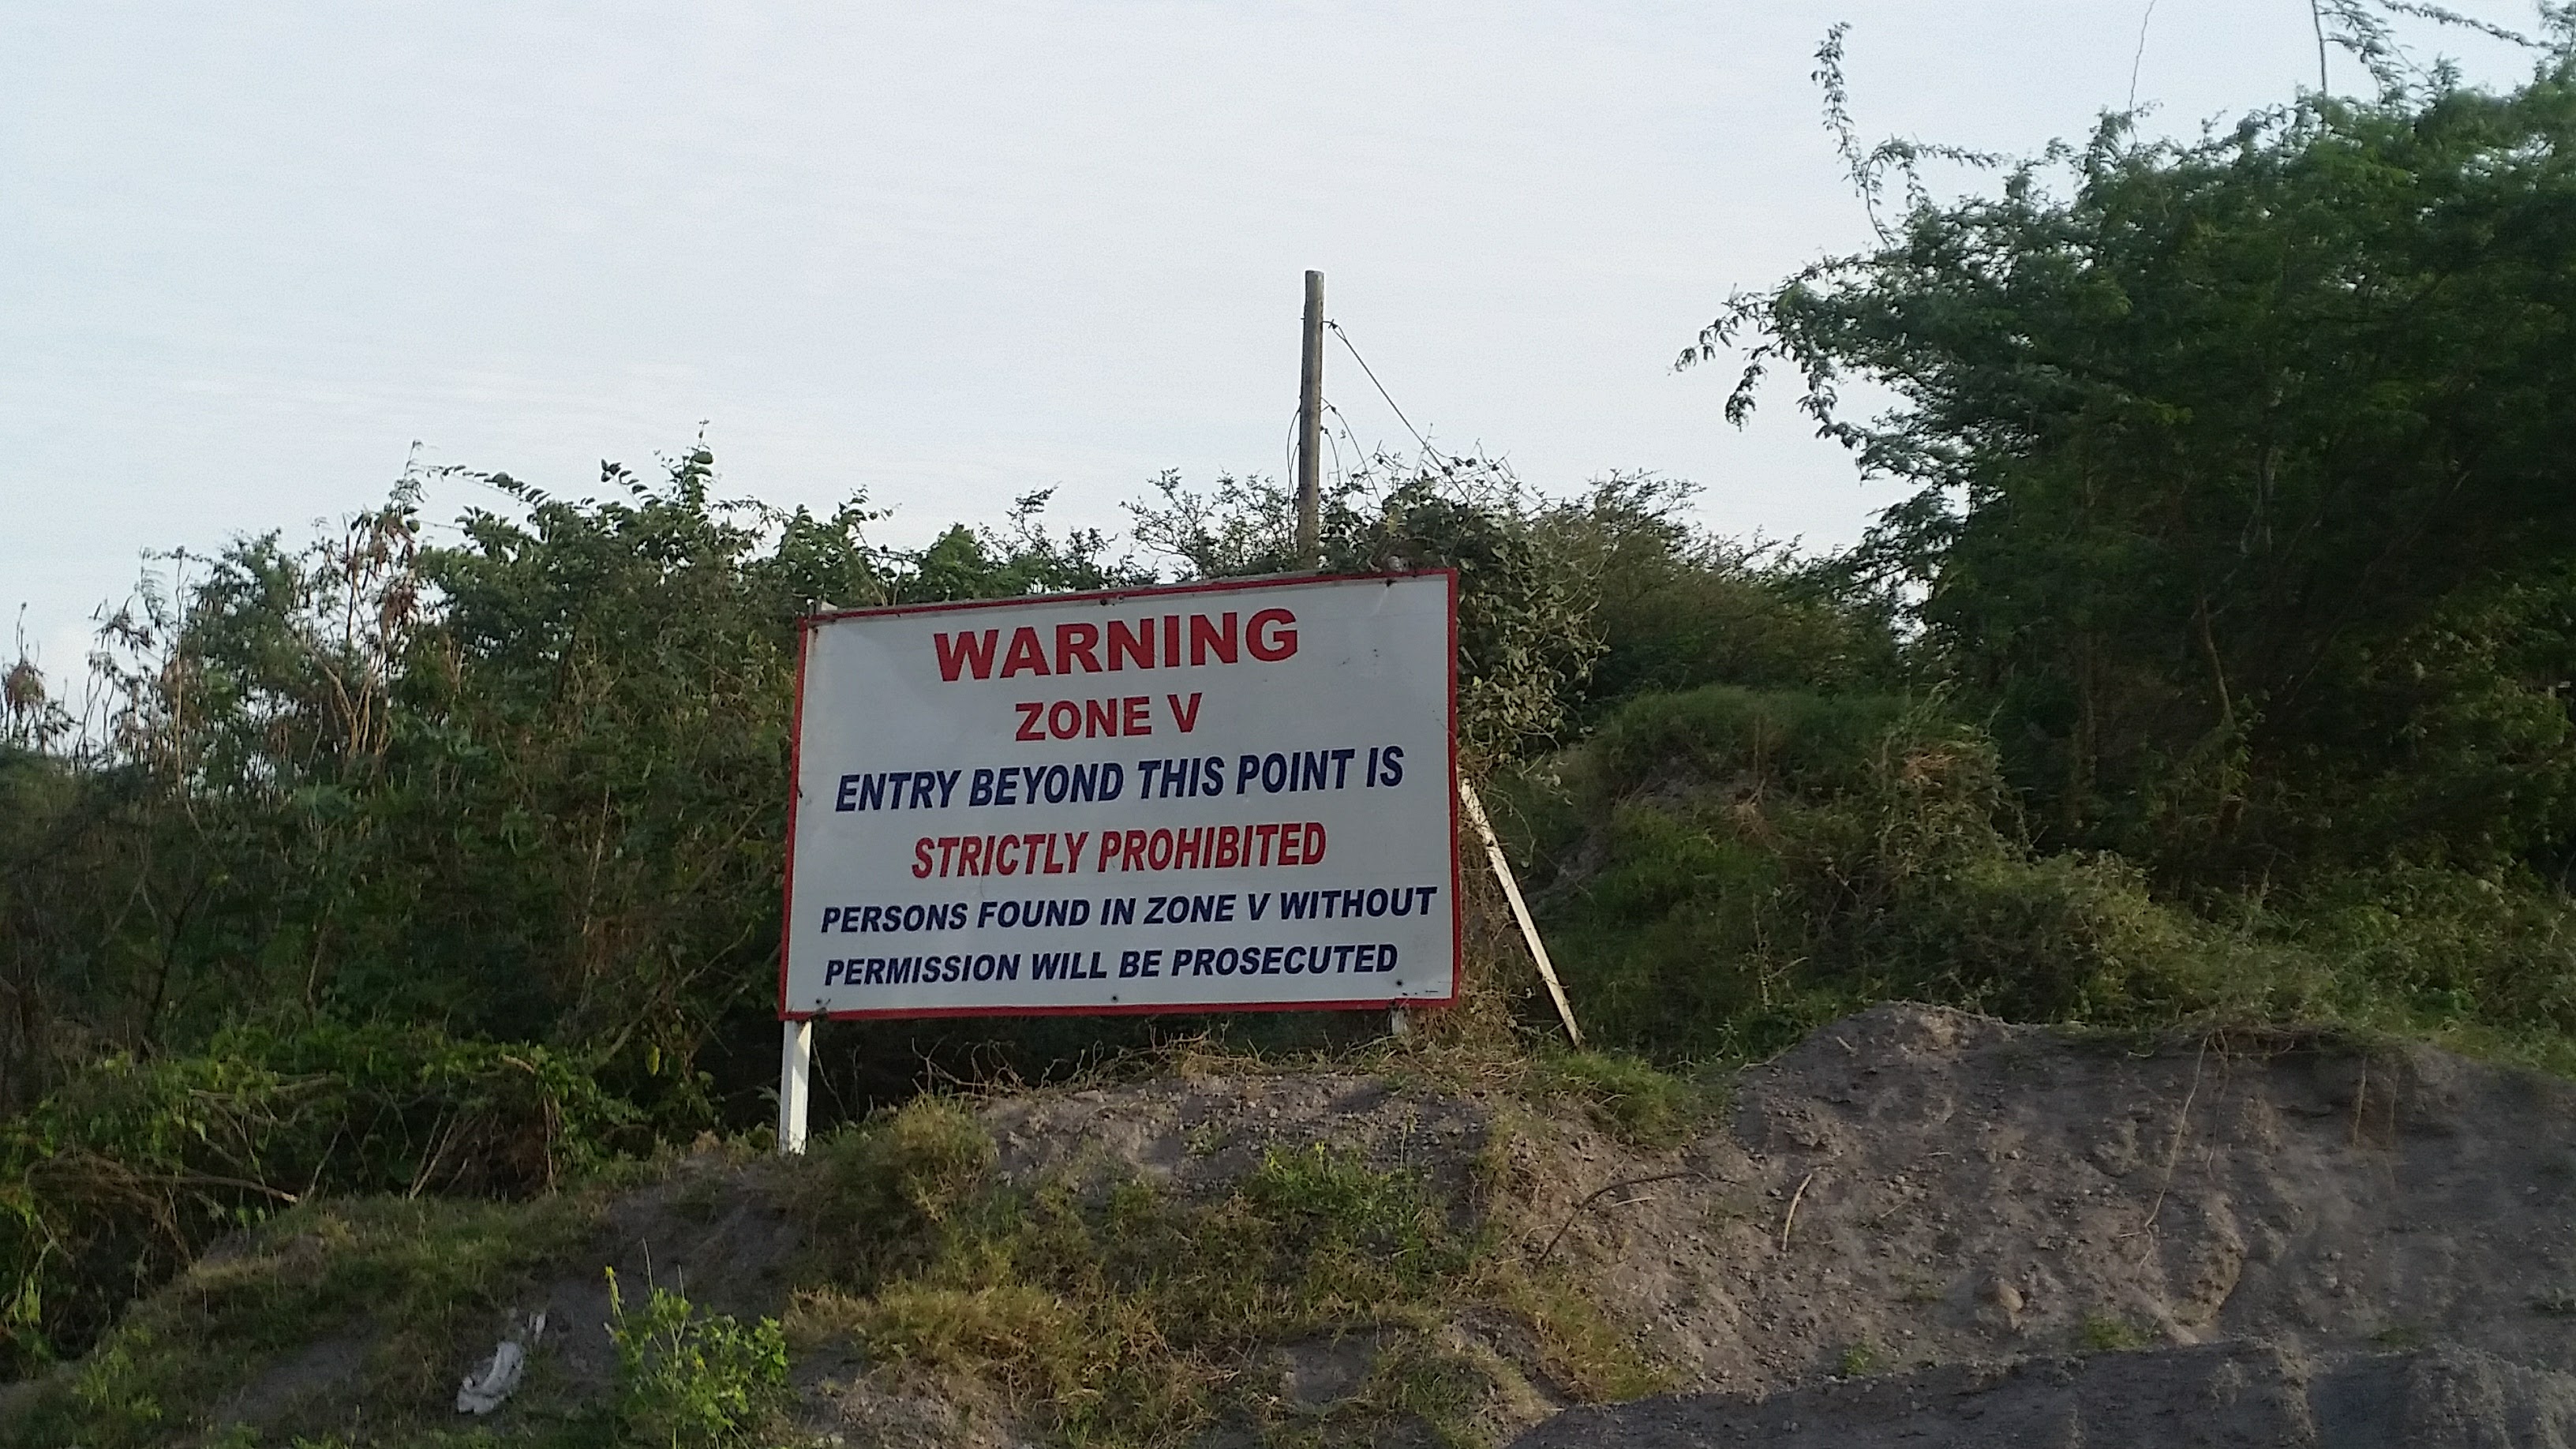 WARNING
ZONE V
ENTRY BEYOND THIS POINT IS
STRICTLY PROHIBITED
PERSONS FOUND IN ZONE V WITHOUT
PERMISSION WILL BE PROSECUTED